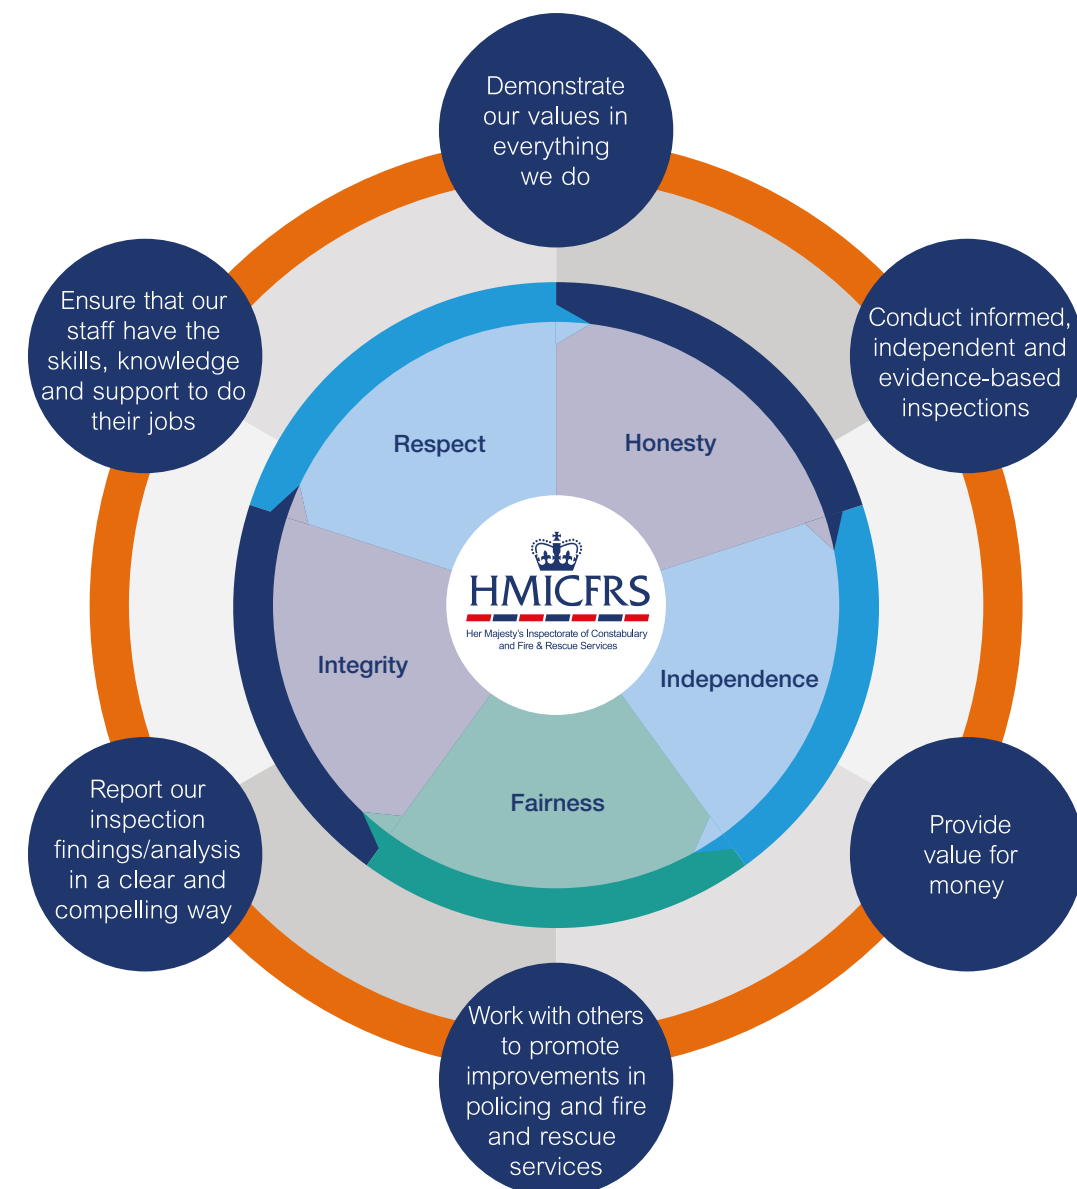 Demonstrate
our values in
everything
we do
Conduct informed,
independent and
evidence-based
inspections
Provide
value for
money
Work with others
to promote
improvements in
policing and fire
and rescue
services
Report our
inspection
findings/analysis
in a clear and
compelling way
Ensure that our
staff have the
skills, knowledge
and support to do
their jobs
Respect
Honesty
Independence
Fairness
Integrity
HMICFRS
Her Majesty's Inspectorate of Constabulary
and Fire & Rescue Services